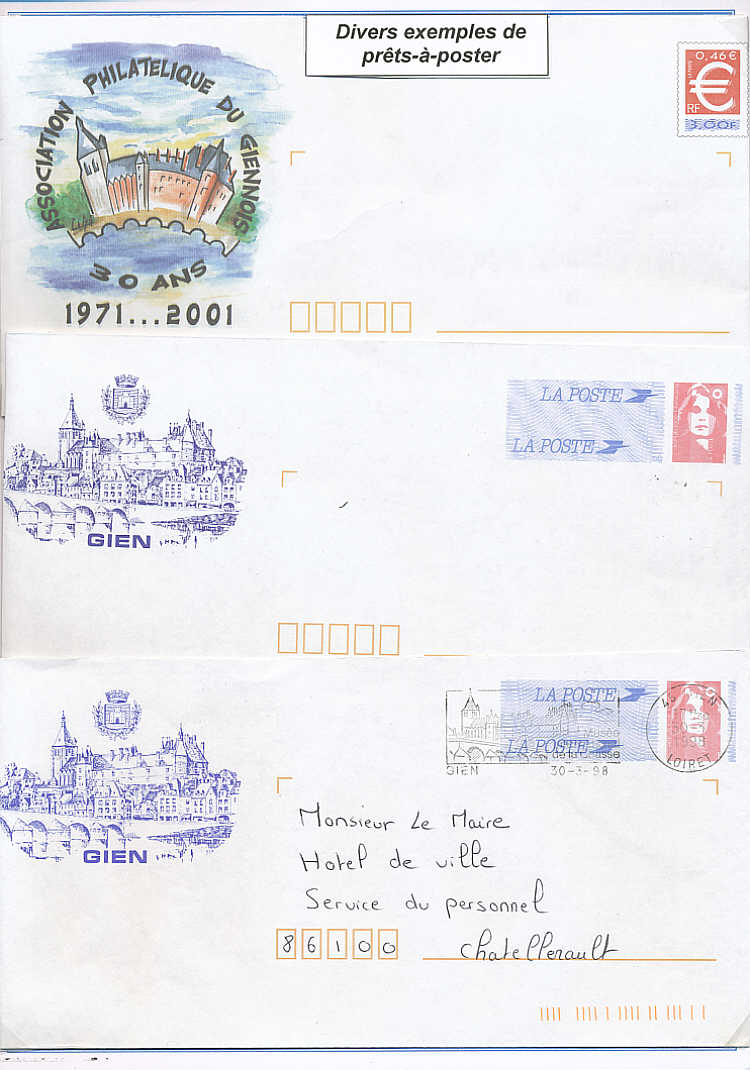 Divers exemples de
prêts-à-poster
ASSOCIATION PHILATELIQUE DU GIENNOIS
30 ANS
1971...2001
0,46€
RF
3,00F
LA POSTE
LA POSTE
GIEN
LA POSTE
LA POSTE
de la
GIEN
30-3-98
LOIRET
GIEN
Monsieur Le Maire
Hotel de ville
Service du personnel
86100 Chatellerault